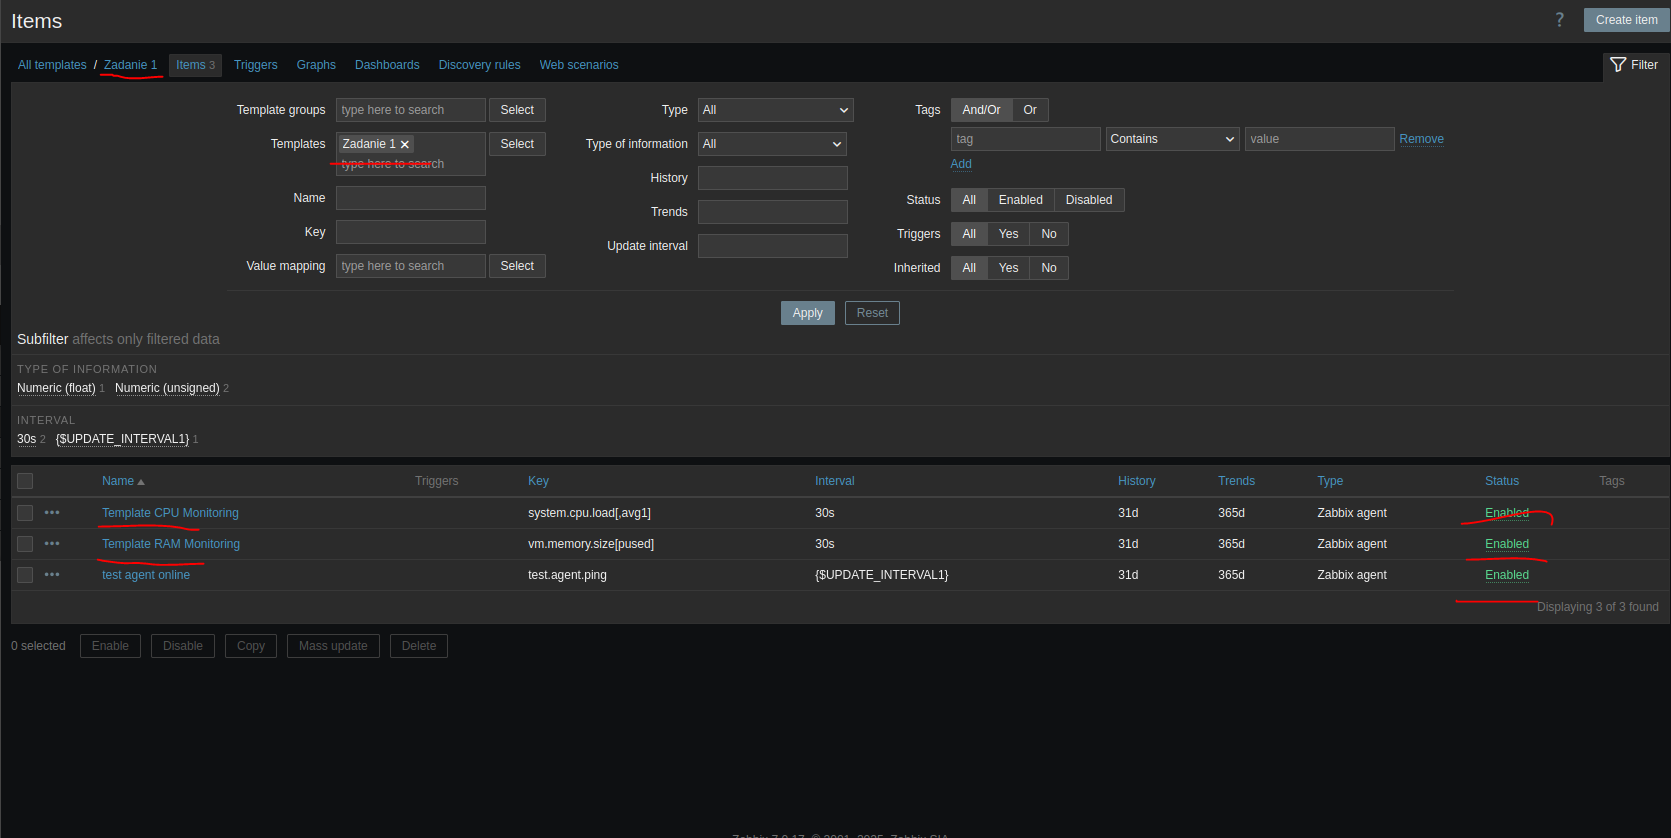 Items
? Create item
All templates / Zadanie 1 Items 3 Triggers Graphs Dashboards Discovery rules Web scenarios Filter
Template groups type here to search Select Type All Tags And/Or Or
Templates Zadanie 1 Select Type of information All tag Contains value Remove
type here to search Add
History
Name Status All Enabled Disabled
Trends
Key Triggers All Yes No
Update interval
Value mapping type here to search Select Inherited All Yes No
Apply Reset
Subfilter affects only filtered data
TYPE OF INFORMATION
Numeric (float) 1 Numeric (unsigned) 2
INTERVAL
30s 2 {$UPDATE_INTERVAL1} 1
Name Triggers Key Interval History Trends Type Status Tags
Template CPU Monitoring system.cpu.load[,avg1] 30s 31d 365d Zabbix agent Enabled
Template RAM Monitoring vm.memory.size[pused] 30s 31d 365d Zabbix agent Enabled
test agent online test.agent.ping {$UPDATE_INTERVAL1} 31d 365d Zabbix agent Enabled
Displaying 3 of 3 found
0 selected Enable Disable Copy Mass update Delete